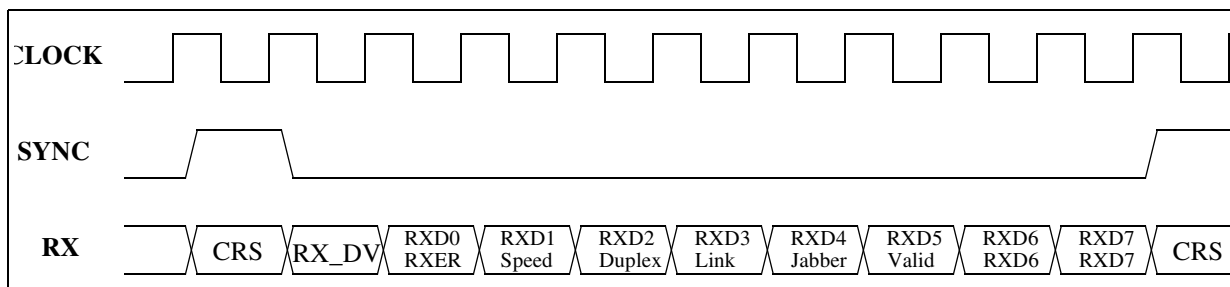 CLOCK
SYNC
RX
CRS
RX_DV
RXD0
RXER
RXD1
Speed
RXD2
Duplex
RXD3
Link
RXD4
Jabber
RXD5
Valid
RXD6
RXD6
RXD7
RXD7
CRS